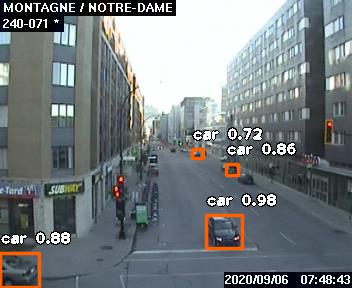 MONTAGNE / NOTRE-DAME
240-071 *
car 0.72
car 0.86
SUBWAY
car 0.98
car 0.88
2020/09/06 07:48:43